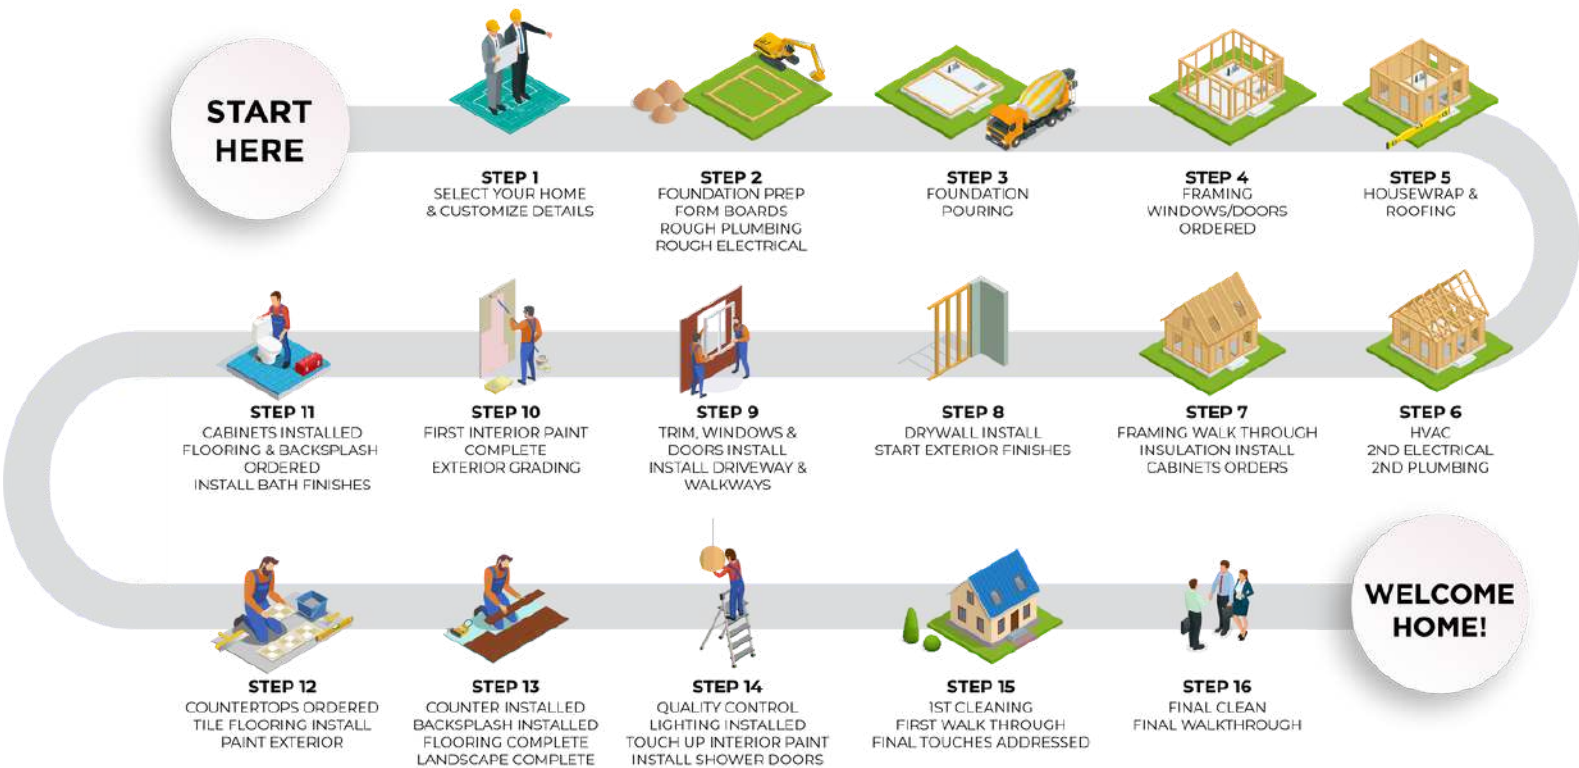 START
HERE
STEP 1
SELECT YOUR HOME
& CUSTOMIZE DETAILS
STEP 2
FOUNDATION PREP
FORM BOARDS
ROUGH PLUMBING
ROUGH ELECTRICAL
STEP 3
FOUNDATION
POURING
STEP 4
FRAMING
WINDOWS/DOORS
ORDERED
STEP 5
HOUSEWRAP &
ROOFING
STEP 6
HVAC
2ND ELECTRICAL
2ND PLUMBING
STEP 7
FRAMING WALK THROUGH
INSULATION INSTALL
CABINETS ORDERS
STEP 8
DRYWALL INSTALL
START EXTERIOR FINISHES
STEP 9
TRIM, WINDOWS &
DOORS INSTALL
INSTALL DRIVEWAY &
WALKWAYS
STEP 10
FIRST INTERIOR PAINT
COMPLETE
EXTERIOR GRADING
STEP 11
CABINETS INSTALLED
FLOORING & BACKSPLASH
ORDERED
INSTALL BATH FINISHES
STEP 12
COUNTERTOPS ORDERED
TILE FLOORING INSTALL
PAINT EXTERIOR
STEP 13
COUNTER INSTALLED
BACKSPLASH INSTALLED
FLOORING COMPLETE
LANDSCAPE COMPLETE
STEP 14
QUALITY CONTROL
LIGHTING INSTALLED
TOUCH UP INTERIOR PAINT
INSTALL SHOWER DOORS
STEP 15
1ST CLEANING
FIRST WALK THROUGH
FINAL TOUCHES ADDRESSED
STEP 16
FINAL CLEAN
FINAL WALKTHROUGH
WELCOME
HOME!